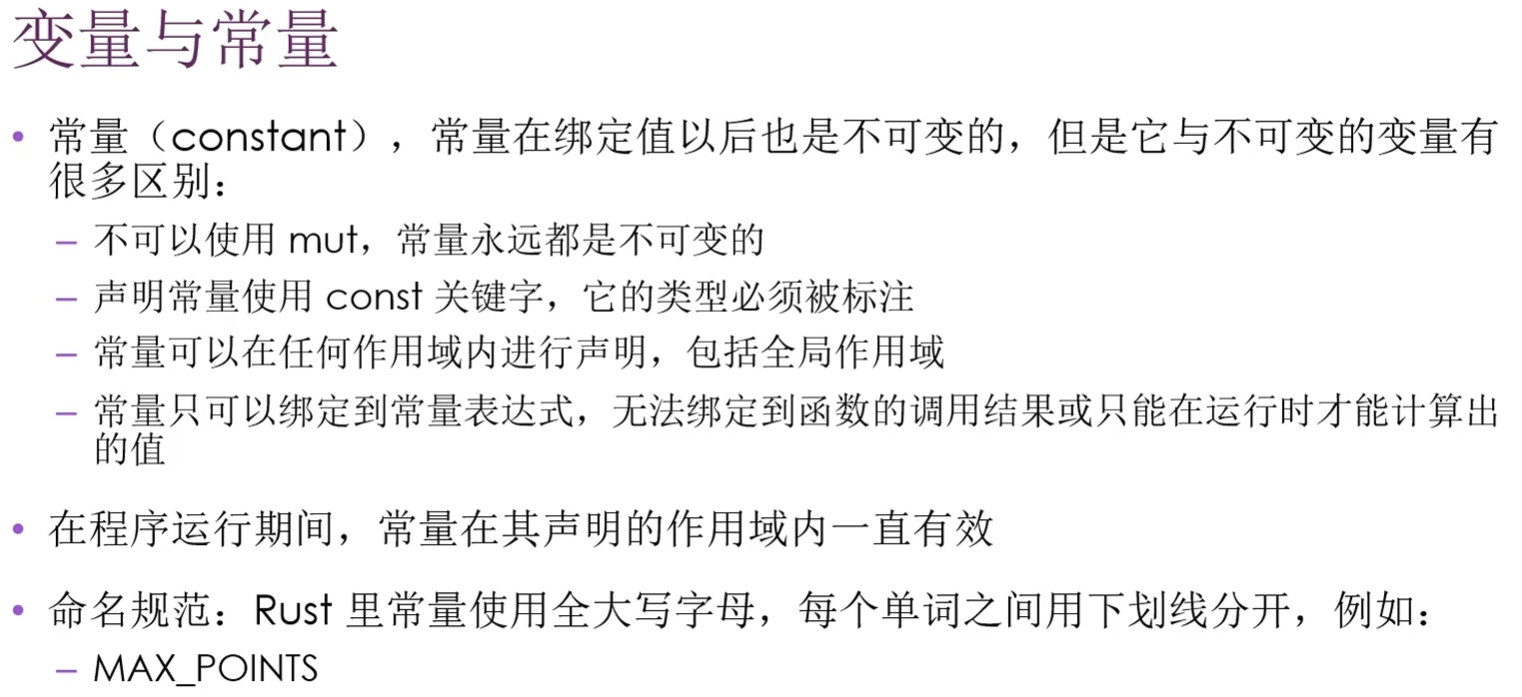 变量与常量
• 常量（constant），常量在绑定值以后也是不可变的，但是它与不可变的变量有
很多区别：
– 不可以使用 mut，常量永远都是不可变的
– 声明常量使用 const 关键字，它的类型必须被标注
– 常量可以在任何作用域内进行声明，包括全局作用域
– 常量只可以绑定到常量表达式，无法绑定到函数的调用结果或只能在运行时才能计算出
的值
• 在程序运行期间，常量在其声明的作用域内一直有效
• 命名规范：Rust 里常量使用全大写字母，每个单词之间用下划线分开，例如：
– MAX_POINTS